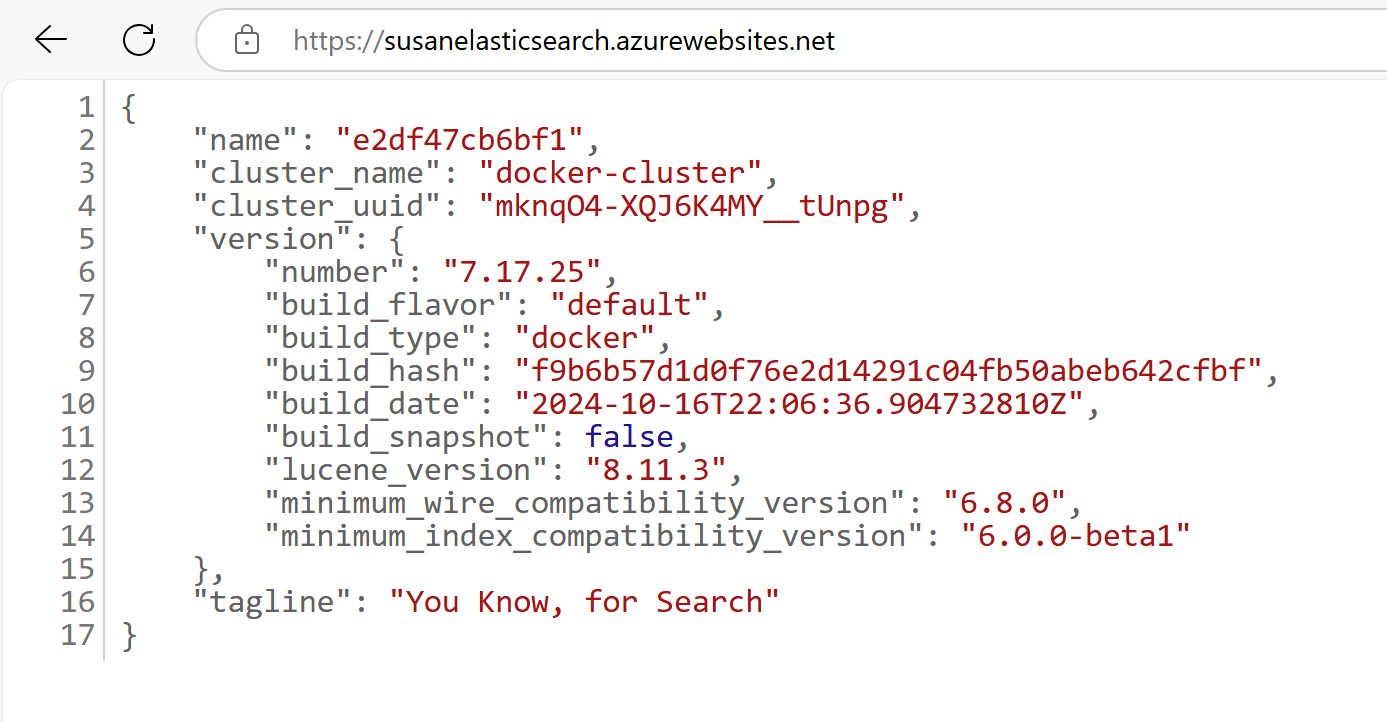 https://susanelasticsearch.azurewebsites.net
1 {
2 "name": "e2df47cb6bf1",
3 "cluster_name": "docker-cluster",
4 "cluster_uuid": "mknqO4-XQJ6K4MY__tUnpg",
5 "version": {
6 "number": "7.17.25",
7 "build_flavor": "default",
8 "build_type": "docker",
9 "build_hash": "f9b6b57d1d0f76e2d14291c04fb50abeb642cfbf",
10 "build_date": "2024-10-16T22:06:36.904732810Z",
11 "build_snapshot": false,
12 "lucene_version": "8.11.3",
13 "minimum_wire_compatibility_version": "6.8.0",
14 "minimum_index_compatibility_version": "6.0.0-beta1"
15 },
16 "tagline": "You Know, for Search"
17 }